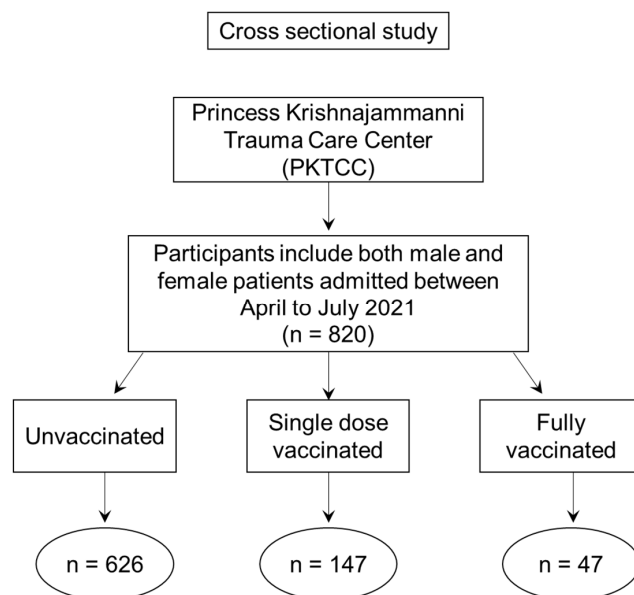 Cross sectional study
Princess Krishnajammanni
Trauma Care Center
(PKTCC)
Participants include both male and
female patients admitted between
April to July 2021
(n = 820)
Unvaccinated
Single dose
vaccinated
Fully
vaccinated
n = 626
n = 147
n = 47